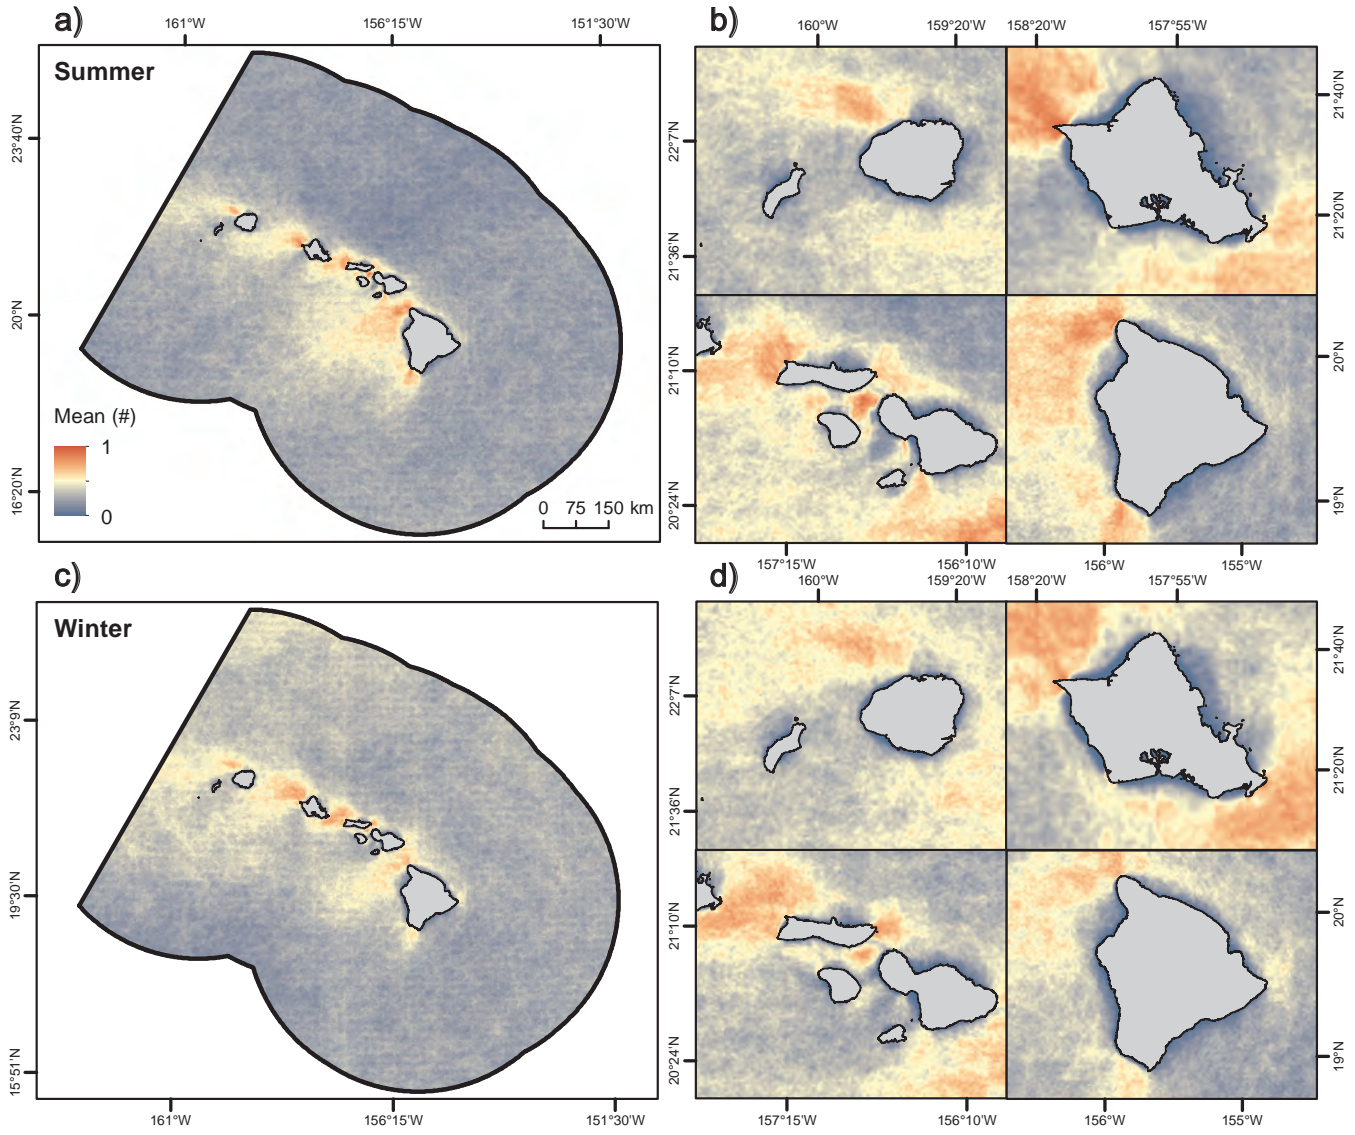 a)
161°W
156°15'W
151°30'W
Summer
23°40'N
20°N
16°20'N
Mean (#)
1
0
0 75 150 km
b)
160°W
159°20'W
158°20'W
157°55'W
22°7'N
21°36'N
21°40'N
21°20'N
21°10'N
20°24'N
20°N
19°N
157°15'W
156°10'W
156°W
155°W
c)
Winter
23°9'N
19°30'N
15°51'N
161°W
156°15'W
151°30'W
d)
160°W
159°20'W
158°20'W
157°55'W
22°7'N
21°36'N
21°40'N
21°20'N
21°10'N
20°24'N
20°N
19°N
157°15'W
156°10'W
156°W
155°W